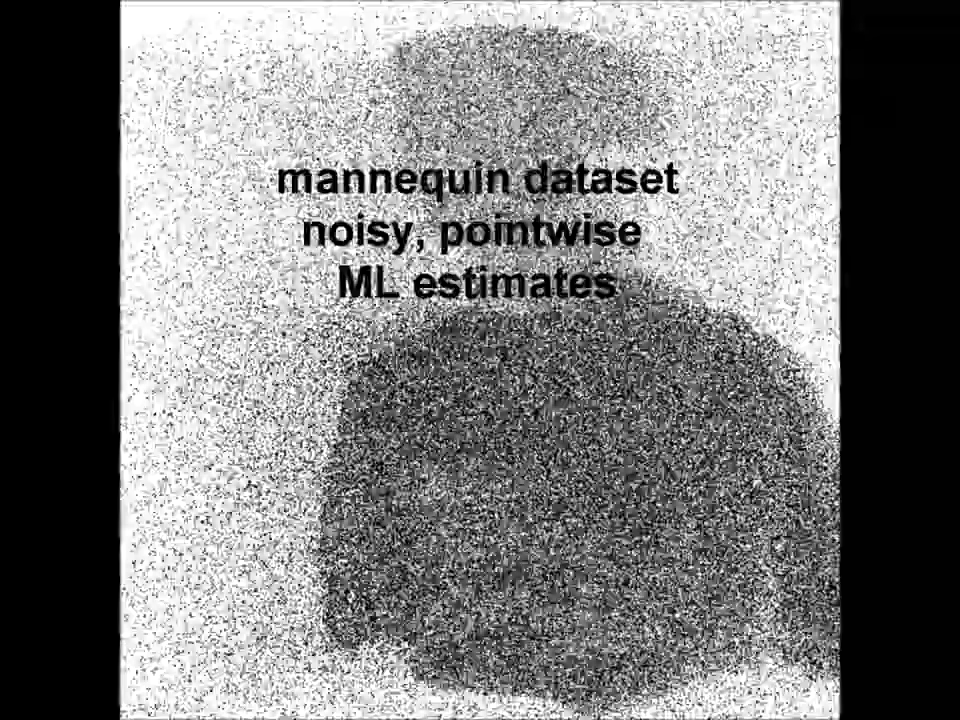 mannequin dataset
noisy, pointwise
ML estimates